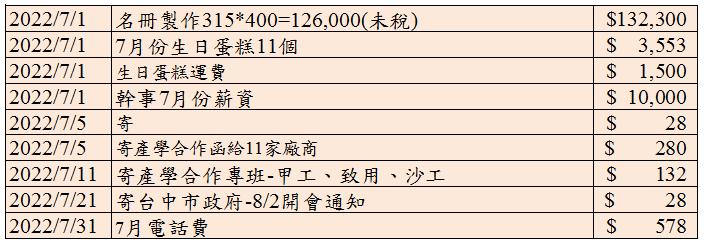 2022/7/1 名冊製作315*400=126,000(未稅) $132,300
2022/7/1 7月份生日蛋糕11個 $ 3,553
2022/7/1 生日蛋糕運費 $ 1,500
2022/7/1 幹事7月份薪資 $ 10,000
2022/7/5 寄 $ 28
2022/7/5 寄產學合作函給11家廠商 $ 280
2022/7/11 寄產學合作專班-甲工、致用、沙工 $ 132
2022/7/21 寄台中市政府-8/2開會通知 $ 28
2022/7/31 7月電話費 $ 578